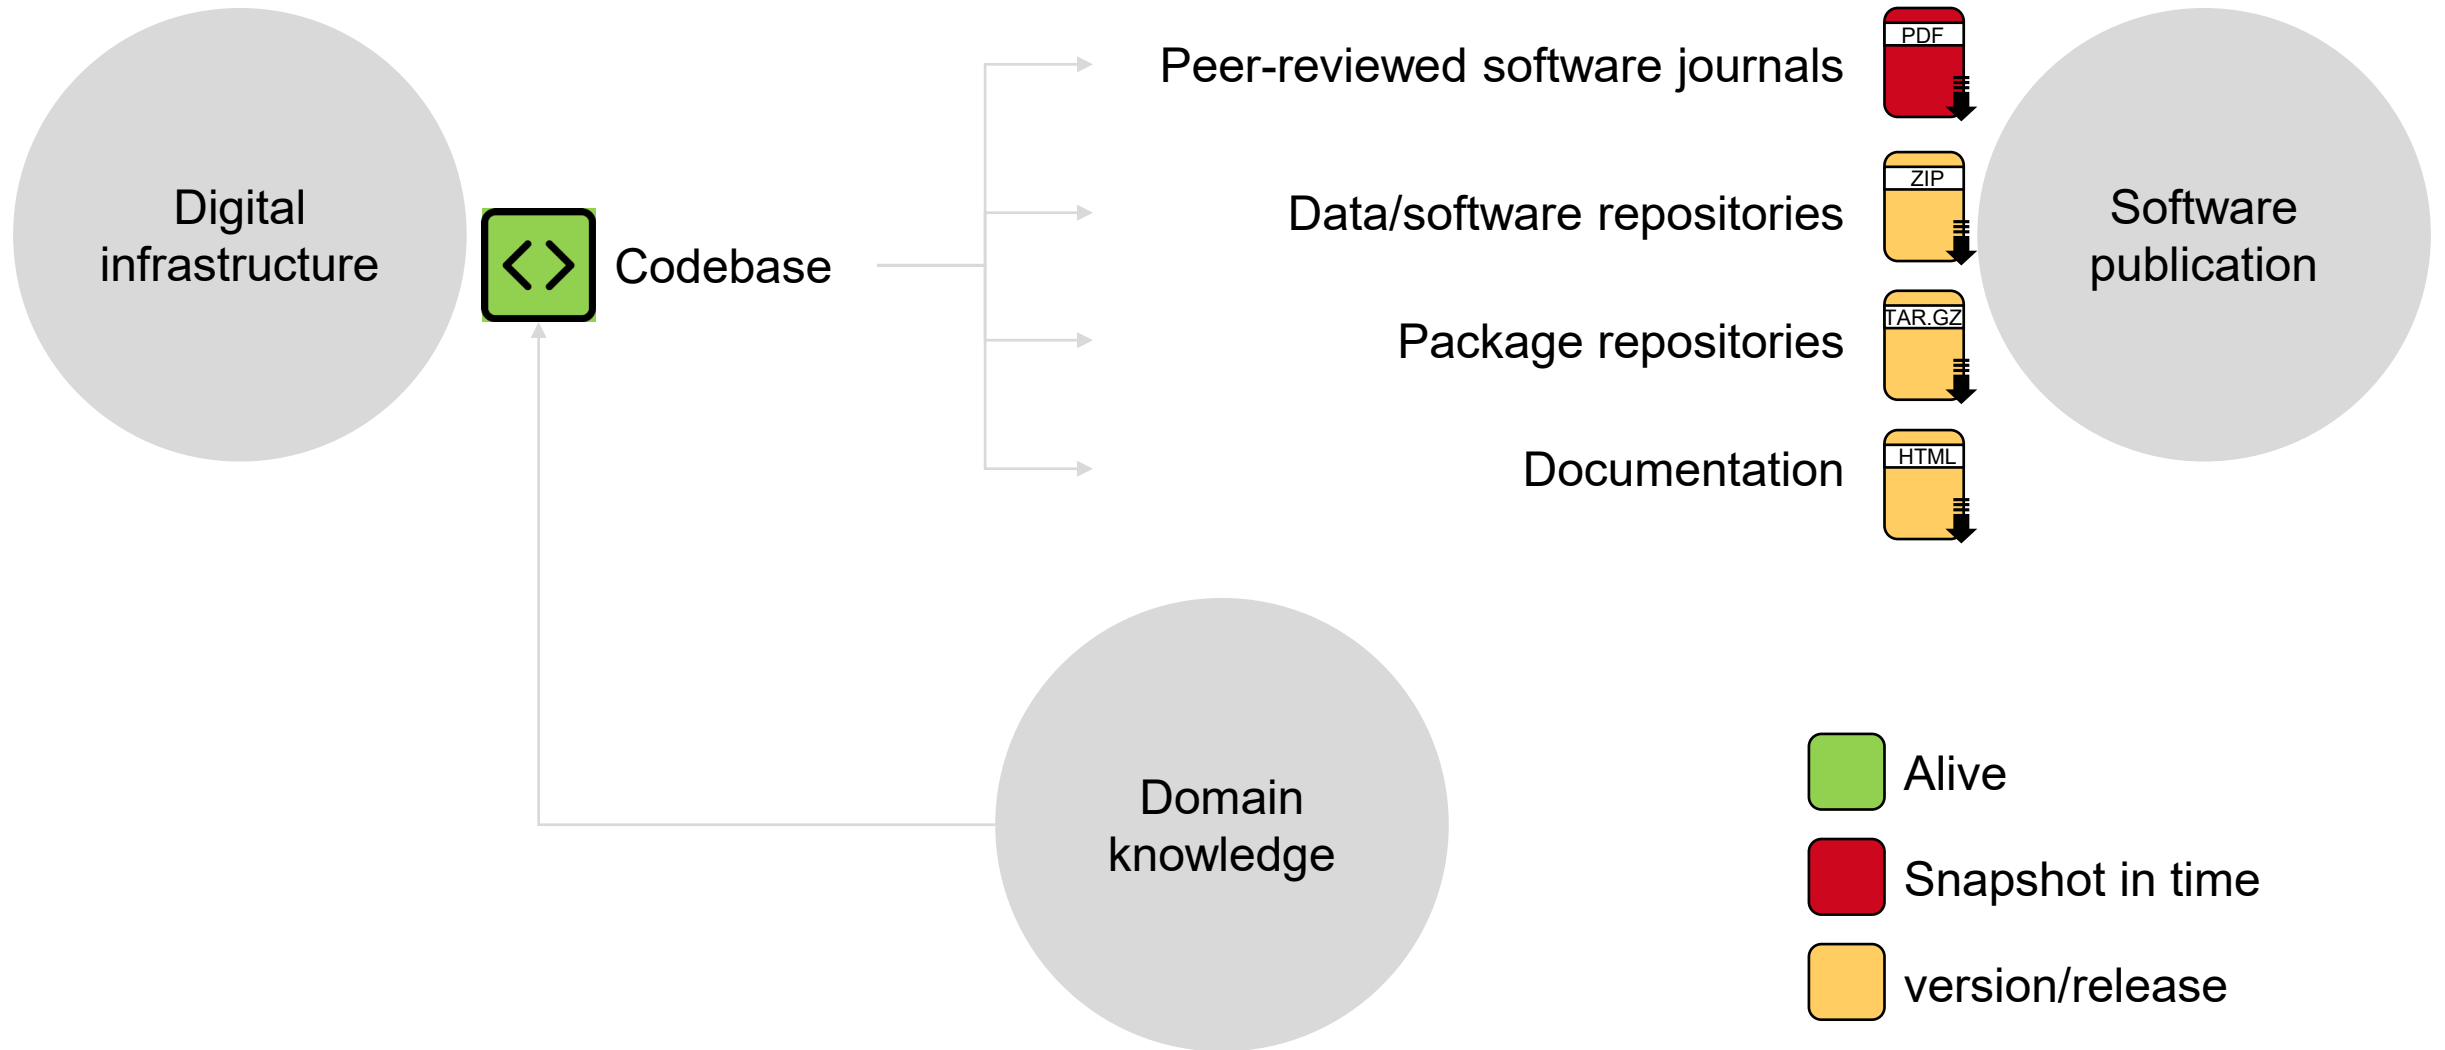 Digital
infrastructure
Codebase
Peer-reviewed software journals
PDF
Data/software repositories
ZIP
Package repositories
TAR.GZ
Documentation
HTML
Software
publication
Domain
knowledge
Alive
Snapshot in time
version/release